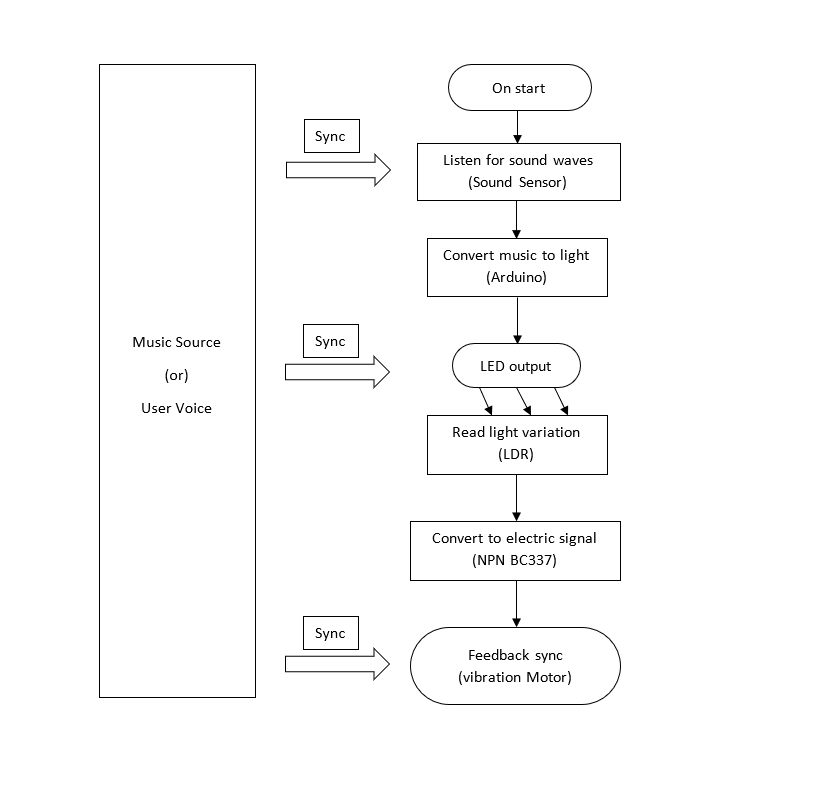 Music Source
(or)
User Voice
Sync
Sync
Sync
On start
Listen for sound waves
(Sound Sensor)
Convert music to light
(Arduino)
LED output
Read light variation
(LDR)
Convert to electric signal
(NPN BC337)
Feedback sync
(vibration Motor)